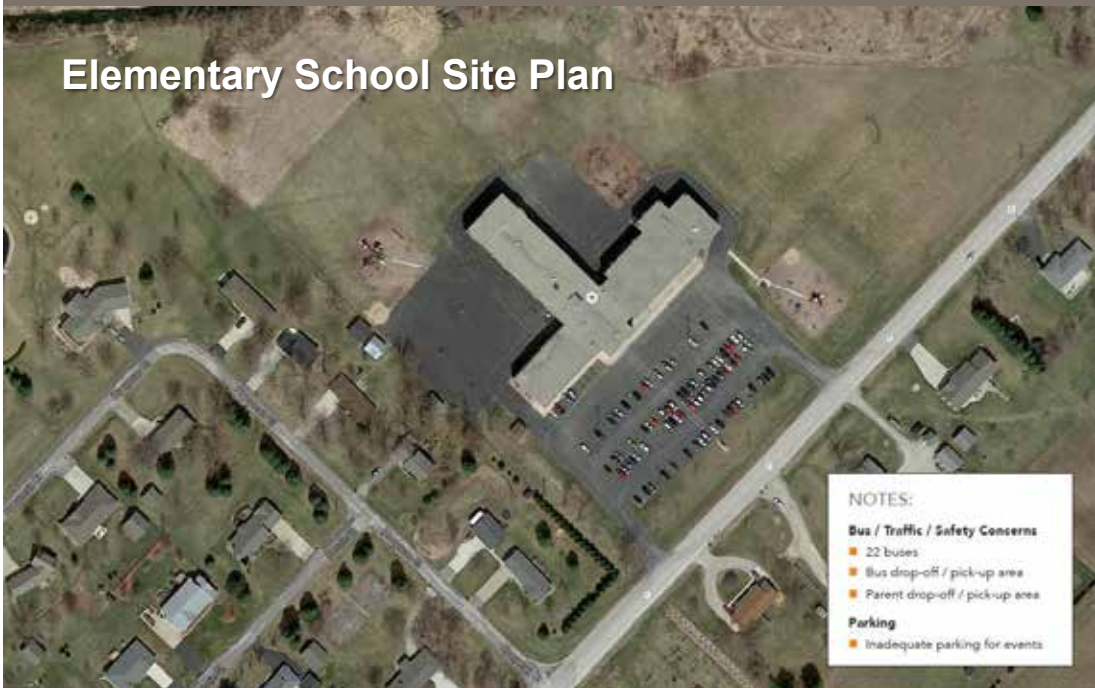 Elementary School Site Plan
NOTES:
Bus / Traffic / Safety Concerns
22 buses
Bus drop-off / pick-up area
Parent drop-off / pick-up area
Parking
Inadequate parking for events